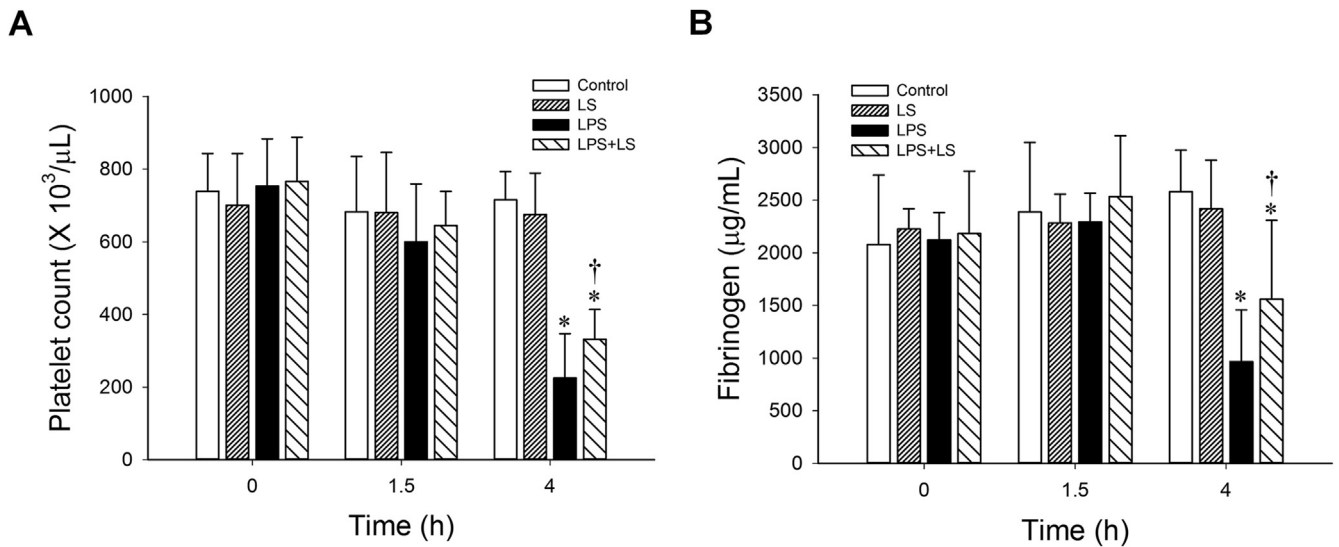 A
Control
LS
LPS
LPS+LS
1000
800
600
400
200
0
Platelet count (X 10³/µL)
†
*
*
0
1.5
4
Time (h)
B
Control
LS
LPS
LPS+LS
3500
3000
2500
2000
1500
1000
500
0
Fibrinogen (µg/mL)
†
*
*
0
1.5
4
Time (h)